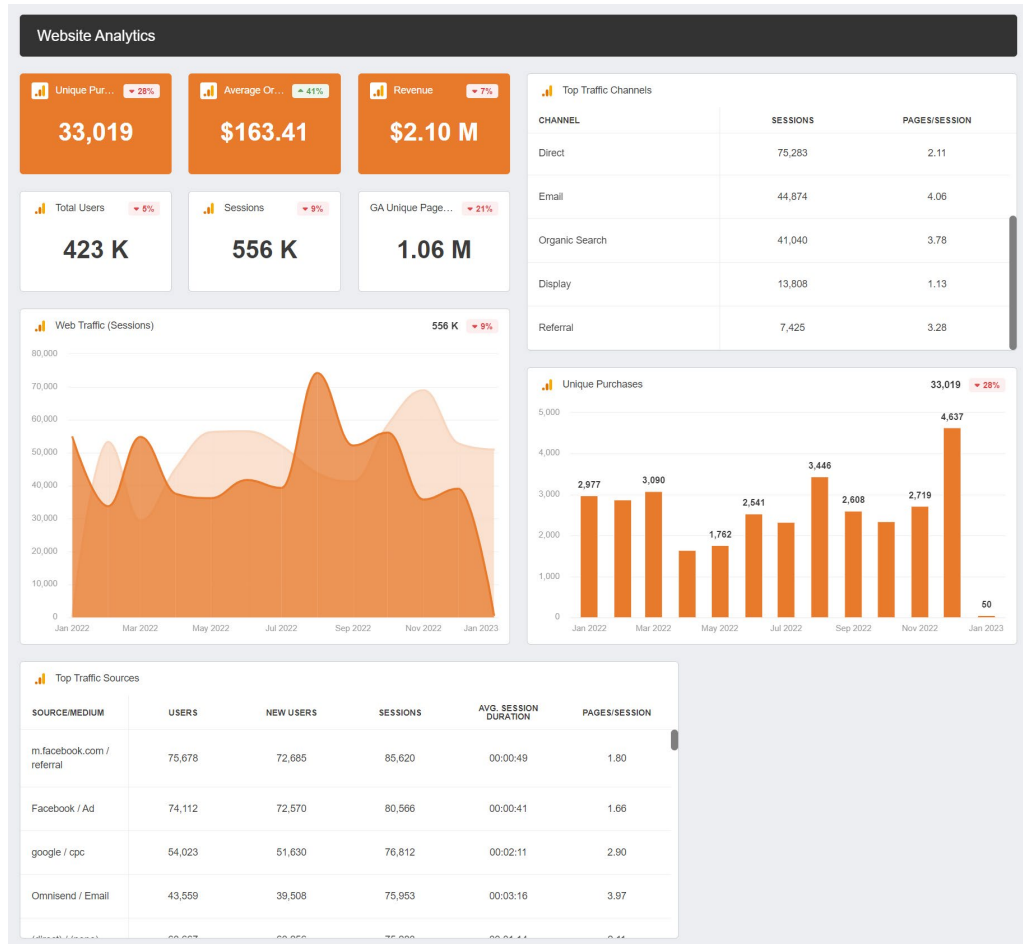 Website Analytics
Unique Pur... 28%
33,019
Average Or... 41%
$163.41
Revenue 7%
$2.10 M
Total Users 5%
423 K
Sessions 9%
556 K
GA Unique Page... 21%
1.06 M
Top Traffic Channels
CHANNEL SESSIONS PAGES/SESSION
Direct 75,283 2.11
Email 44,874 4.06
Organic Search 41,040 3.78
Display 13,808 1.13
Referral 7,425 3.28
Web Traffic (Sessions) 556 K 9%
80,000
70,000
60,000
50,000
40,000
30,000
20,000
10,000
0
Jan 2022 Mar 2022 May 2022 Jul 2022 Sep 2022 Nov 2022 Jan 2023
Unique Purchases 33,019 28%
5,000
4,000
3,000
2,000
1,000
0
2,977 3,090 1,762 2,541 3,446 2,608 2,719 4,637 50
Jan 2022 Mar 2022 May 2022 Jul 2022 Sep 2022 Nov 2022 Jan 2023
Top Traffic Sources
SOURCE/MEDIUM USERS NEW USERS SESSIONS AVG. SESSION DURATION PAGES/SESSION
m.facebook.com /
referral 75,678 72,685 85,620 00:00:49 1.80
Facebook / Ad 74,112 72,570 80,566 00:00:41 1.66
google / cpc 54,023 51,630 76,812 00:02:11 2.90
Omnisend / Email 43,559 39,508 75,953 00:03:16 3.97